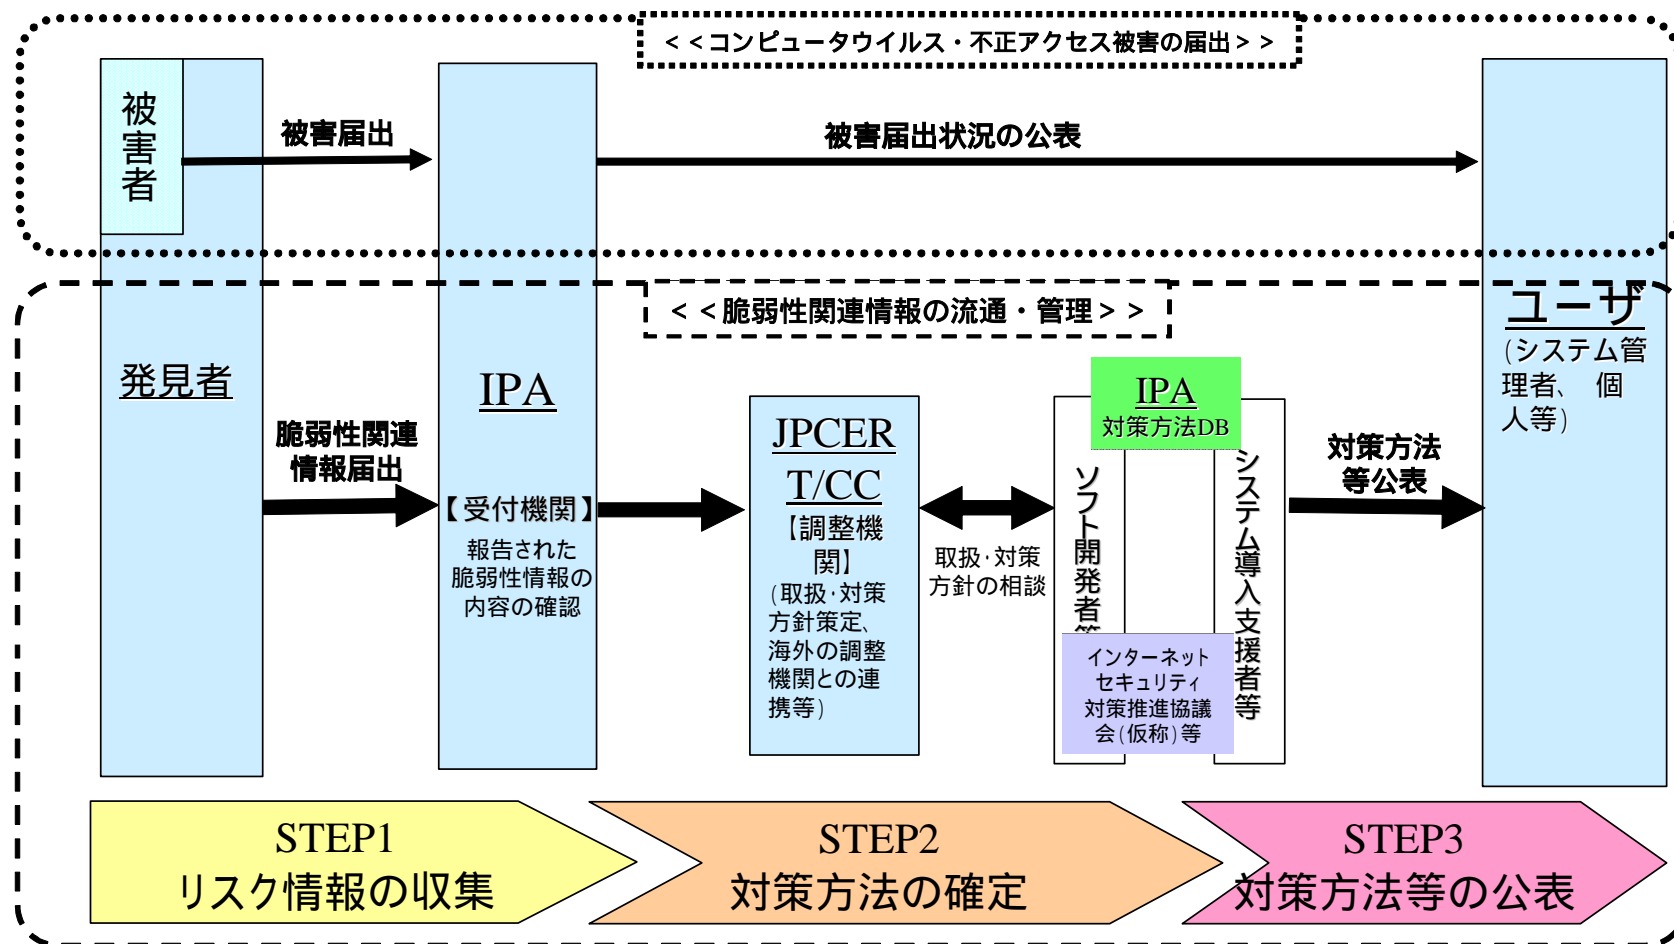 <<コンピュータウイルス・不正アクセス被害の届出>>
被害者
被害届出
被害届出状況の公表
<<脆弱性関連情報の流通・管理>>
発見者
脆弱性関連
情報届出
IPA
【受付機関】
報告された
脆弱性情報の
内容の確認
JPCER
T/CC
【調整機
関】
(取扱・対策
方針策定、
海外の調整
機関との連
携等)
取扱・対策
方針の相談
IPA
対策方法DB
ソフト開発者等
システム導入支援者等
インターネット
セキュリティ
対策推進協議
会(仮称)等
対策方法
等公表
ユーザ
(システム管
理者、 個
人等)
STEP1
リスク情報の収集
STEP2
対策方法の確定
STEP3
対策方法等の公表